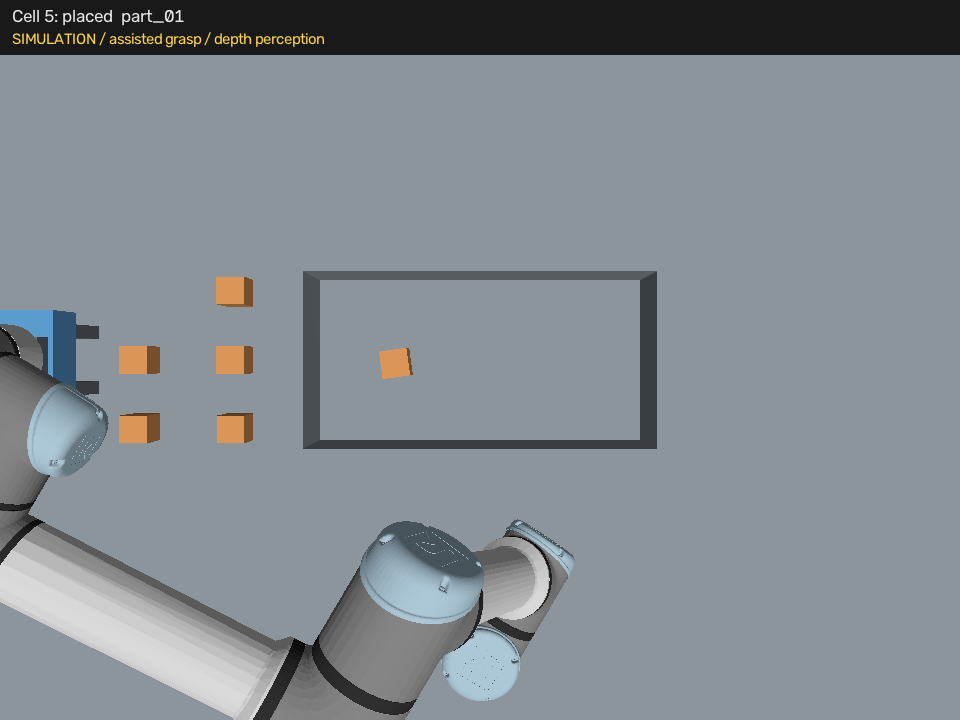 Cell 5: placed  part_01
SIMULATION / assisted grasp / depth perception